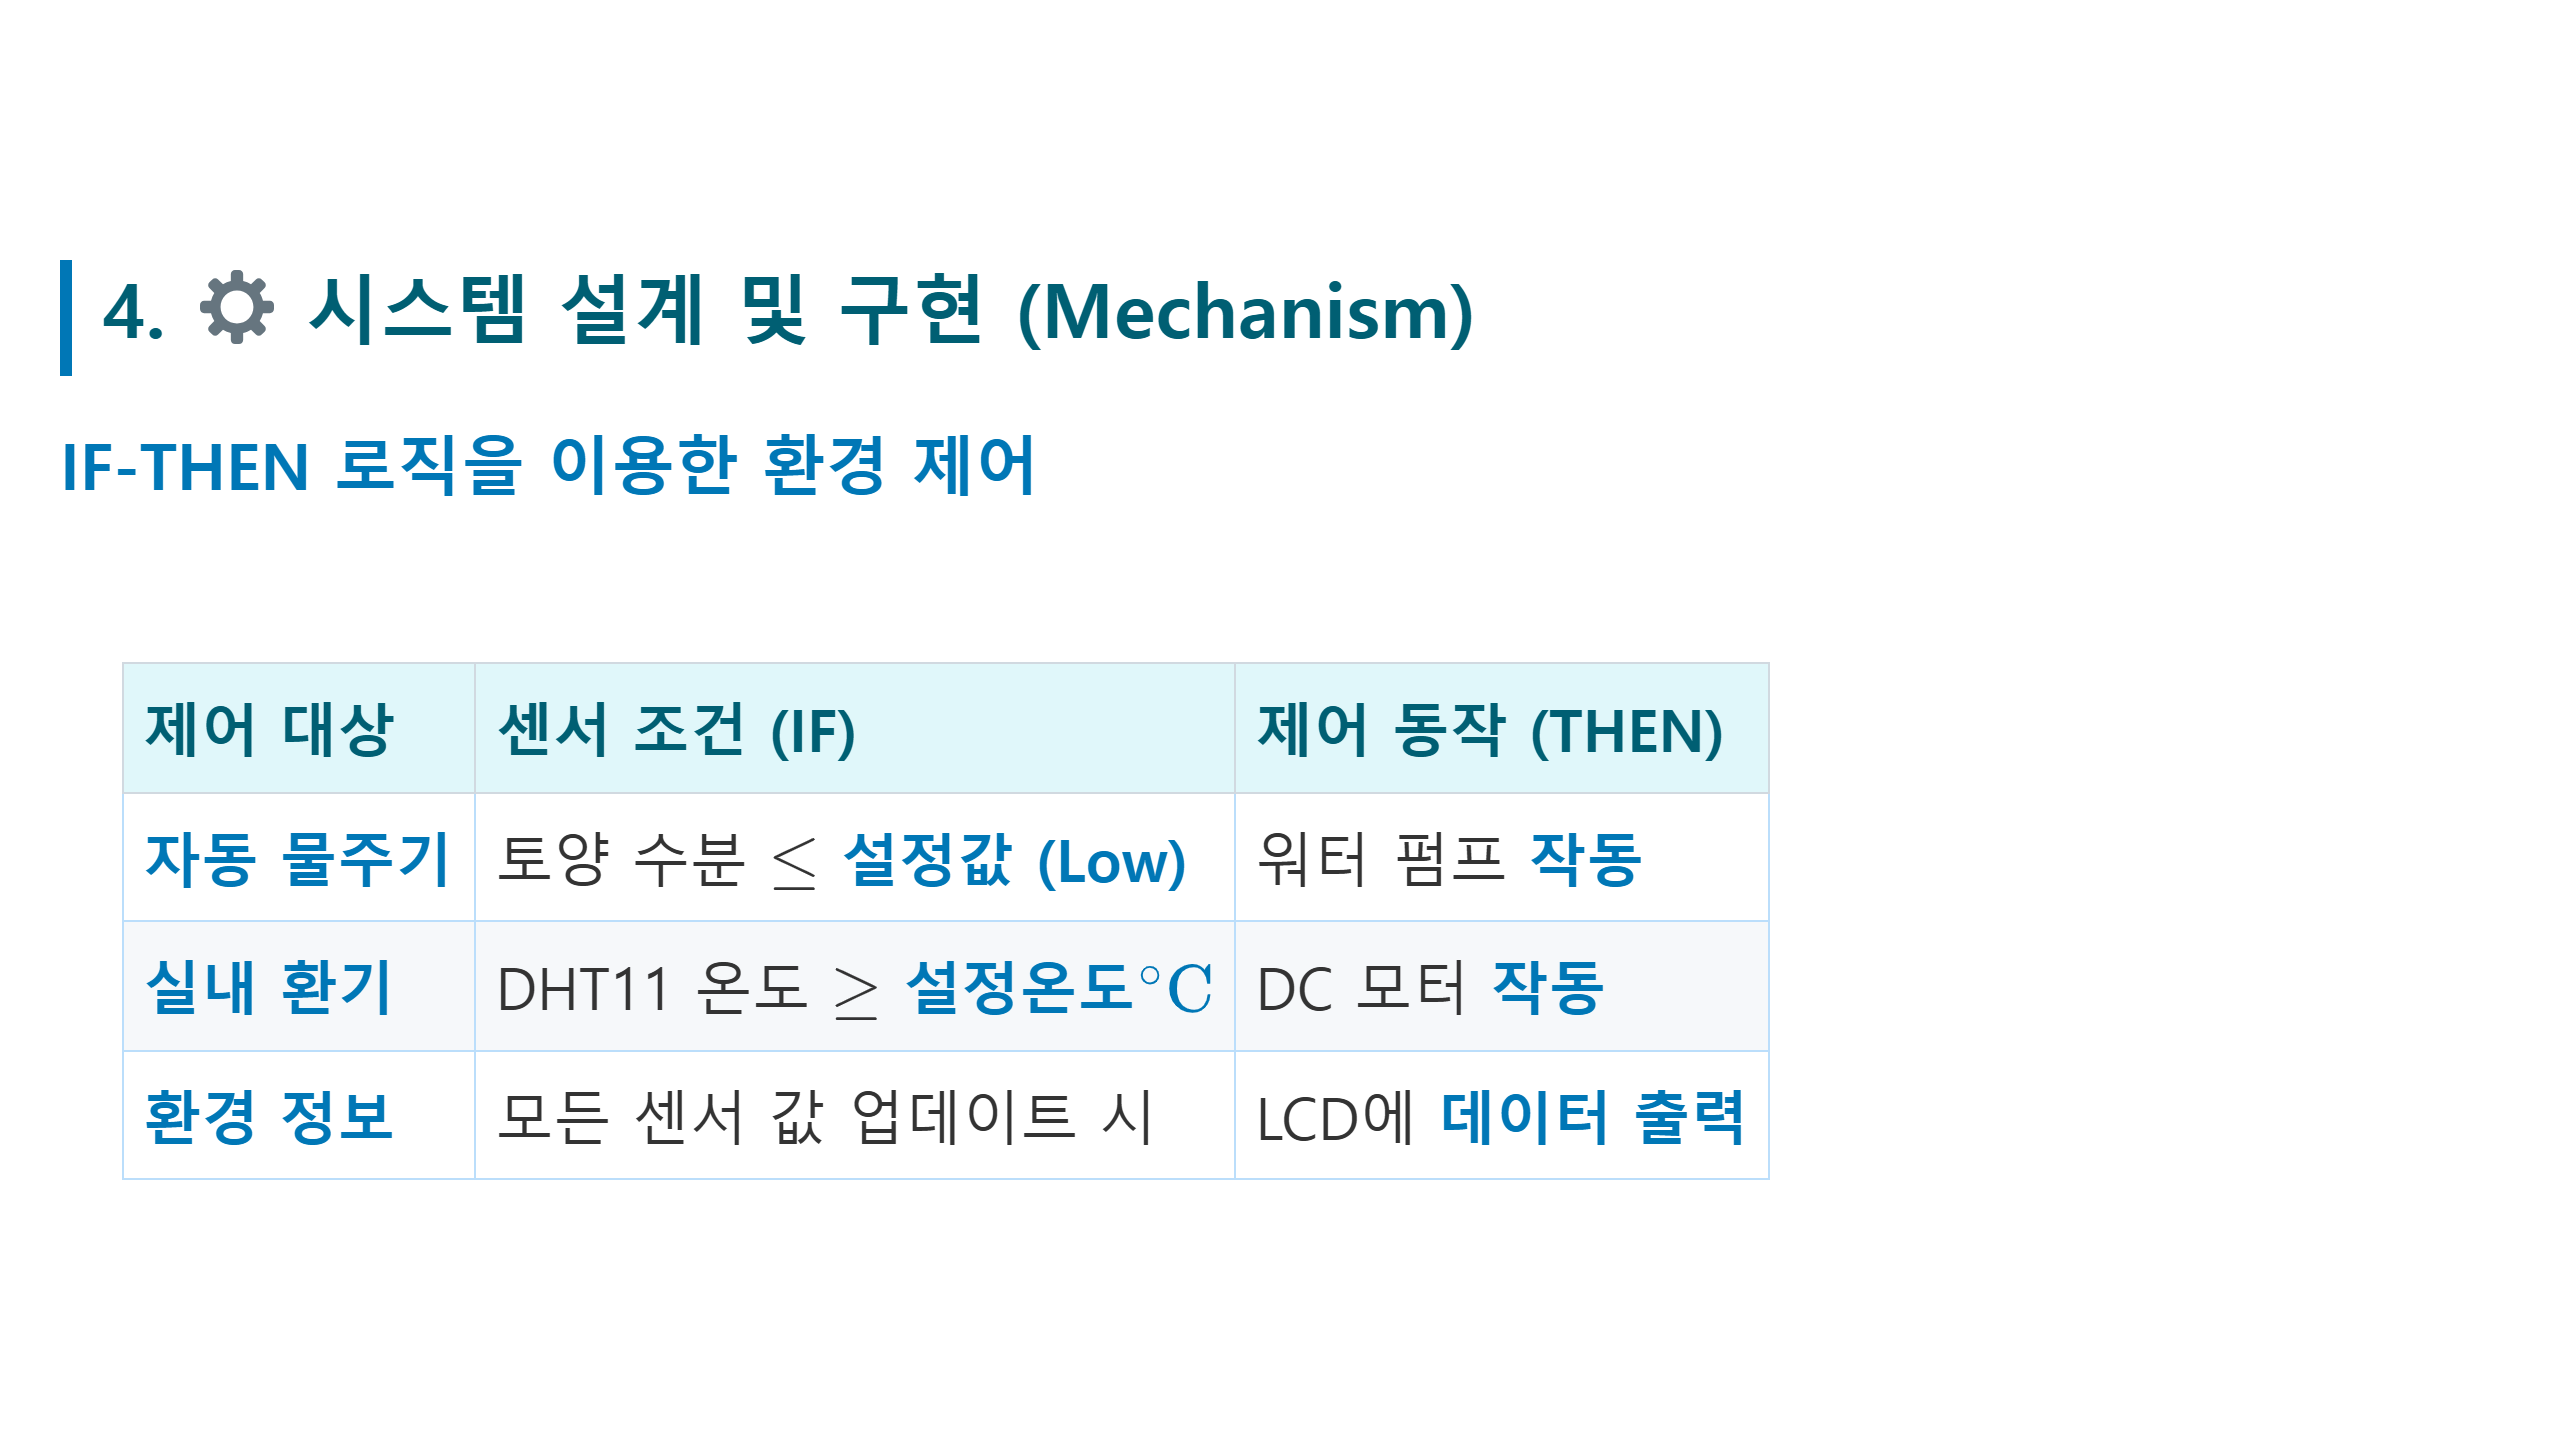 4. ⚙ 시스템 설계 및 구현 (Mechanism)
IF-THEN 로직을 이용한 환경 제어
제어 대상 센서 조건 (IF) 제어 동작 (THEN)
자동 물주기 토양 수분 ≤ 설정값 (Low) 워터 펌프 작동
실내 환기 DHT11 온도 ≥ 설정온도°C DC 모터 작동
환경 정보 모든 센서 값 업데이트 시 LCD에 데이터 출력